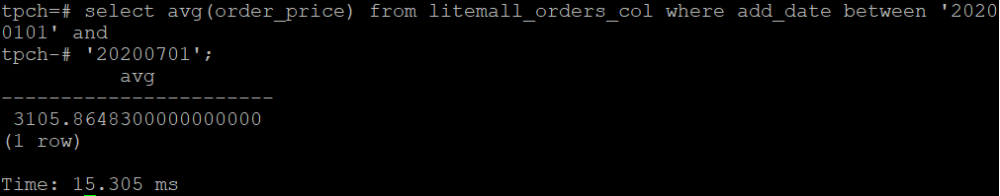 tpch=# select avg(order_price) from litemall_orders_col where add_date between '2020
0101' and
tpch-# '20200701';
avg
------------------------
3105.8648300000000000
(1 row)
Time: 15.305 ms